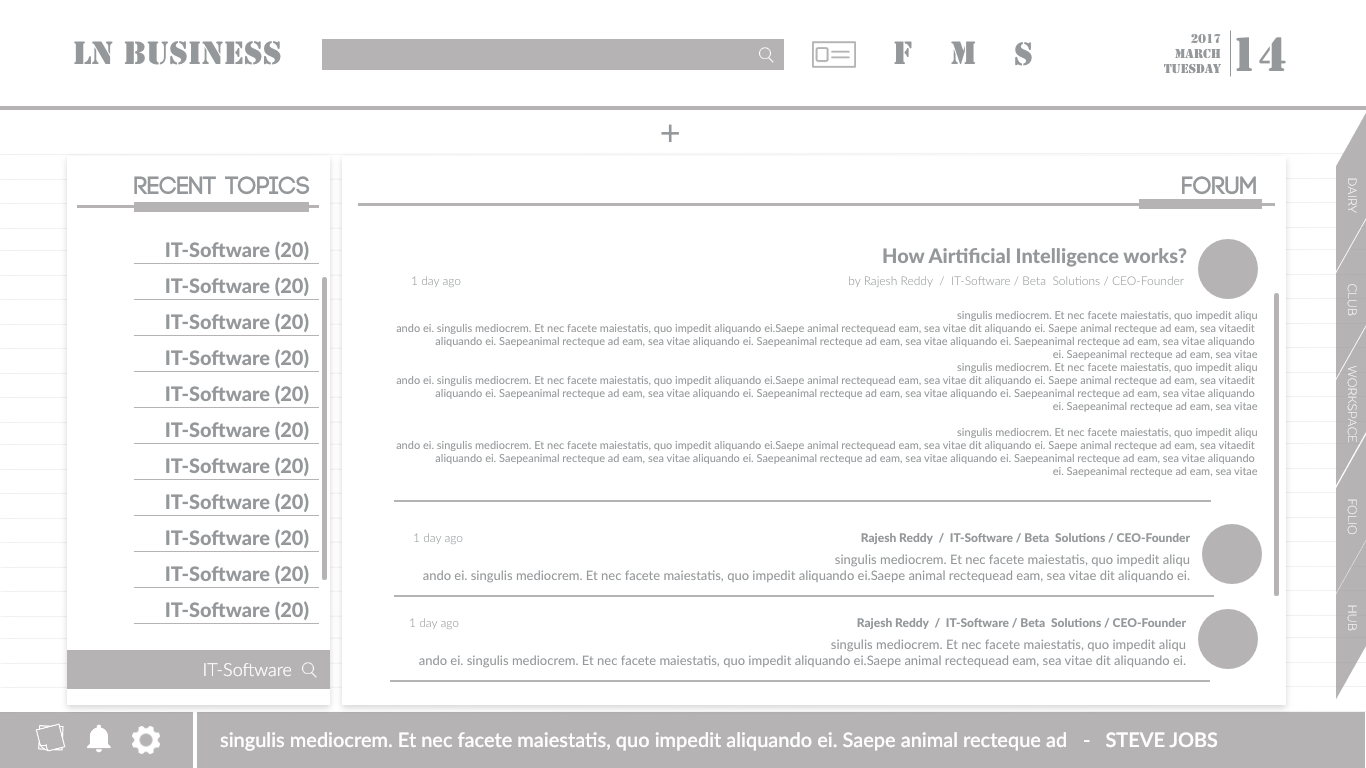 LN BUSINESS
F M S
2017
MARCH
TUESDAY
14
+
RECENT TOPICS
IT-Software (20)
IT-Software (20)
IT-Software (20)
IT-Software (20)
IT-Software (20)
IT-Software (20)
IT-Software (20)
IT-Software (20)
IT-Software (20)
IT-Software (20)
IT-Software (20)
IT-Software
FORUM
How Airtificial Intelligence works?
1 day ago
by Rajesh Reddy / IT-Software / Beta Solutions / CEO-Founder
singulis mediocrem. Et nec facete maiestatis, quo impedit aliqu
ando ei. singulis mediocrem. Et nec facete maiestatis, quo impedit aliquando ei.Saepe animal rectequead eam, sea vitae dit aliquando ei. Saepe animal recteque ad eam, sea vitaedit
aliquando ei. Saepeanimal recteque ad eam, sea vitae aliquando ei. Saepeanimal recteque ad eam, sea vitae aliquando ei. Saepeanimal recteque ad eam, sea vitae aliquando
ei. Saepeanimal recteque ad eam, sea vitae
singulis mediocrem. Et nec facete maiestatis, quo impedit aliqu
ando ei. singulis mediocrem. Et nec facete maiestatis, quo impedit aliquando ei.Saepe animal rectequead eam, sea vitae dit aliquando ei. Saepe animal recteque ad eam, sea vitaedit
aliquando ei. Saepeanimal recteque ad eam, sea vitae aliquando ei. Saepeanimal recteque ad eam, sea vitae aliquando ei. Saepeanimal recteque ad eam, sea vitae aliquando
ei. Saepeanimal recteque ad eam, sea vitae
singulis mediocrem. Et nec facete maiestatis, quo impedit aliqu
ando ei. singulis mediocrem. Et nec facete maiestatis, quo impedit aliquando ei.Saepe animal rectequead eam, sea vitae dit aliquando ei. Saepe animal recteque ad eam, sea vitaedit
aliquando ei. Saepeanimal recteque ad eam, sea vitae aliquando ei. Saepeanimal recteque ad eam, sea vitae aliquando ei. Saepeanimal recteque ad eam, sea vitae aliquando
ei. Saepeanimal recteque ad eam, sea vitae
1 day ago
Rajesh Reddy / IT-Software / Beta Solutions / CEO-Founder
singulis mediocrem. Et nec facete maiestatis, quo impedit aliqu
ando ei. singulis mediocrem. Et nec facete maiestatis, quo impedit aliquando ei.Saepe animal rectequead eam, sea vitae dit aliquando ei.
1 day ago
Rajesh Reddy / IT-Software / Beta Solutions / CEO-Founder
singulis mediocrem. Et nec facete maiestatis, quo impedit aliqu
ando ei. singulis mediocrem. Et nec facete maiestatis, quo impedit aliquando ei.Saepe animal rectequead eam, sea vitae dit aliquando ei.
DAIRY
CLUB
WORKSPACE
FOLIO
HUB
singulis mediocrem. Et nec facete maiestatis, quo impedit aliquando ei. Saepe animal recteque ad - STEVE JOBS